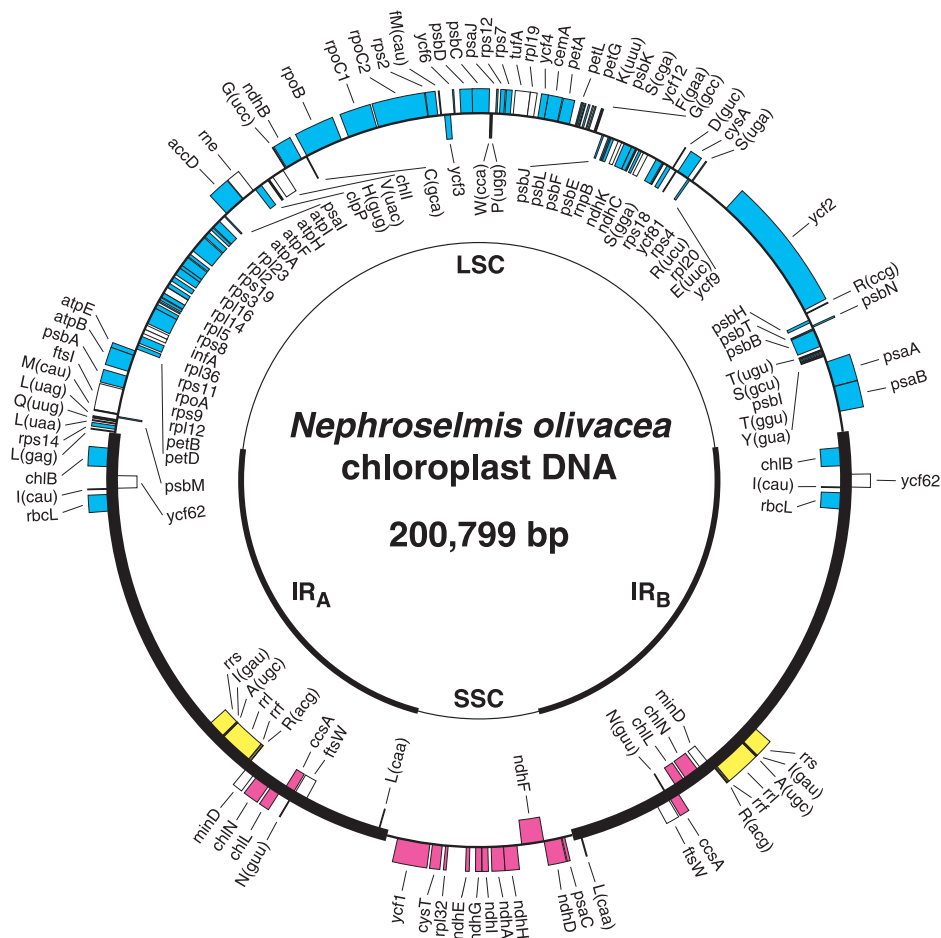 Nephroselmis olivacea
chloroplast DNA
200,799 bp
LSC
IRA
IRB
SSC
accD
rne
G(ucc)
ndhB
rpoB
rpoC1
rpoC2
rps2
fM(cau)
ycf6
psbD
psbC
psaJ
rps12
rps7
tufA
rpl19
ycf4
cemA
petA
petL
petG
K(uuu)
psbK
S(cga)
ycf12
F(gaa)
G(gcc)
D(guc)
cysA
S(uga)
ycf2
R(ccg)
psbN
psaA
psaB
ycf62
C(gca)
ycf3
W(cca)
P(ugg)
psbJ
psbL
psbF
psbE
rnpB
ndhK
ndhC
S(gga)
rps18
ycf81
rps4
R(ucu)
rpl20
E(uuc)
ycf9
psbH
psbT
psbB
T(ugu)
S(gcu)
psbI
T(ggu)
Y(gua)
chlB
I(cau)
rbcL
chlI
V(uac)
H(gug)
clpP
psaI
atpI
atpH
atpF
atpA
rpl23
rpl2
rps19
rps3
rpl16
rpl14
rpl5
rps8
infA
rpl36
rps11
rpoA
rps9
rpl12
petB
petD
psbM
ycf62
atpE
atpB
psbA
ftsI
M(cau)
L(uag)
Q(uug)
L(uaa)
rps14
L(gag)
chlB
I(cau)
rbcL
rrs
I(gau)
A(ugc)
rrl
rrf
R(acg)
ccsA
ftsW
L(caa)
minD
chlN
chlL
N(guu)
ycf1
cysT
rpl32
ndhE
ndhG
ndhI
ndhA
ndhH
ndhF
ndhD
psaC
L(caa)
N(guu)
chlL
chlN
minD
ftsW
ccsA
R(acg)
rrf
rrl
A(ugc)
I(gau)
rrs